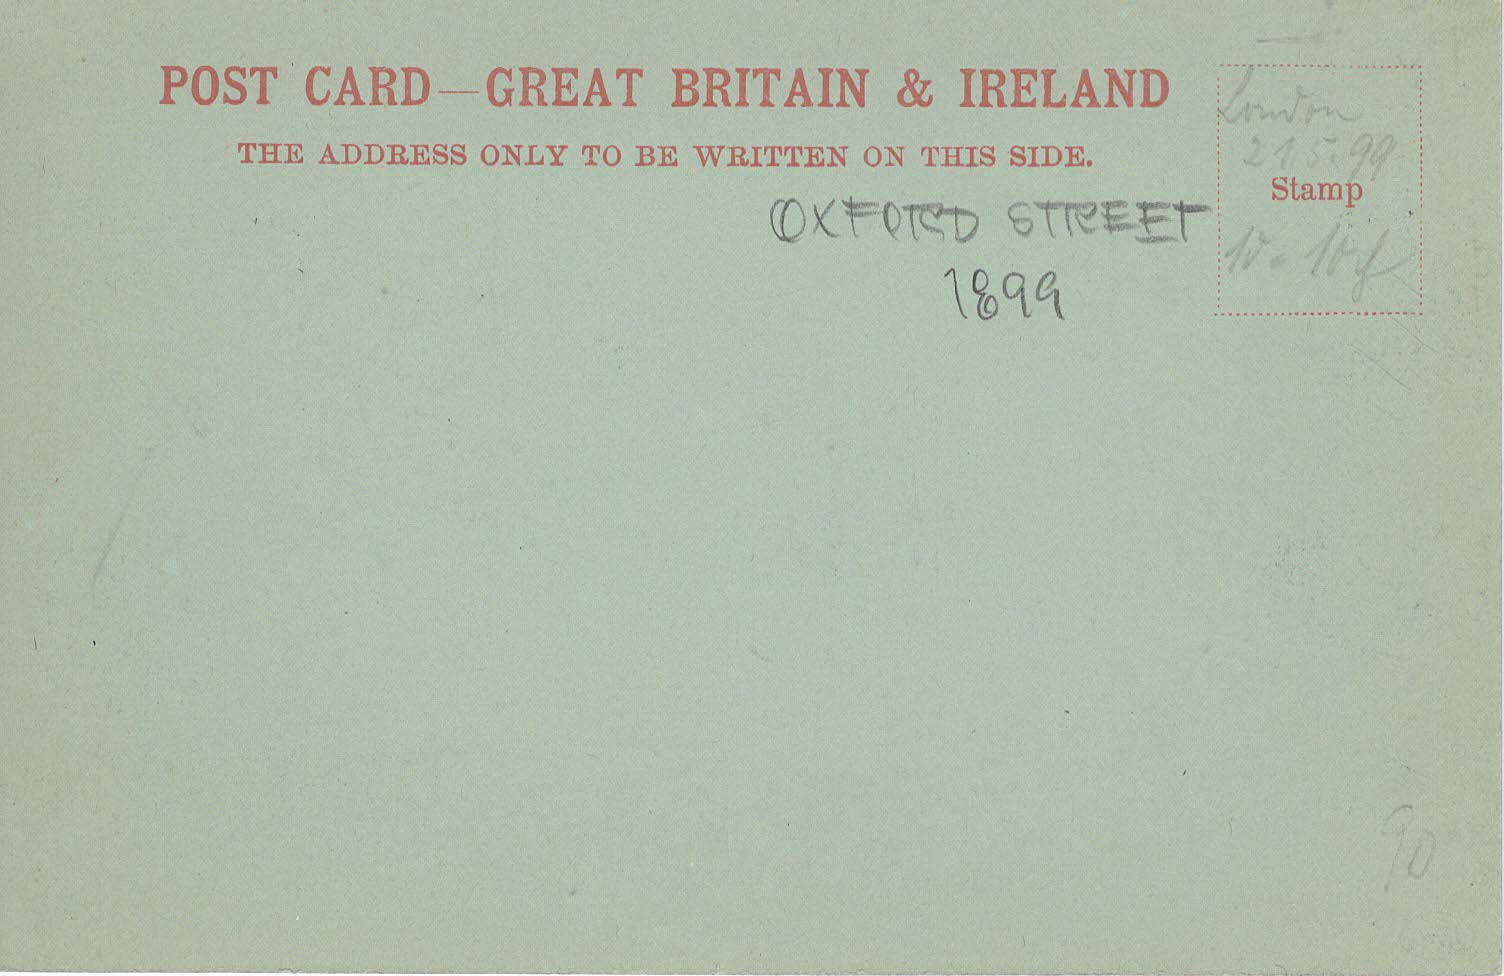 POST CARD—GREAT BRITAIN & IRELAND
THE ADDRESS ONLY TO BE WRITTEN ON THIS SIDE.
London
21.5.99
Stamp
OXFORD STREET
1899
90